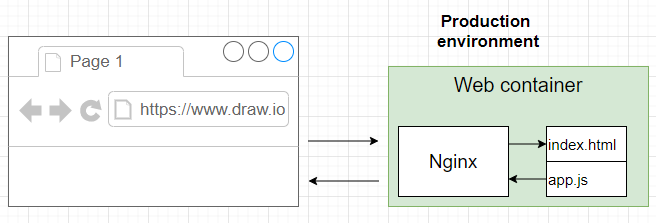 Production
environment
Page 1
https://www.draw.io
Web container
Nginx
index.html
app.js